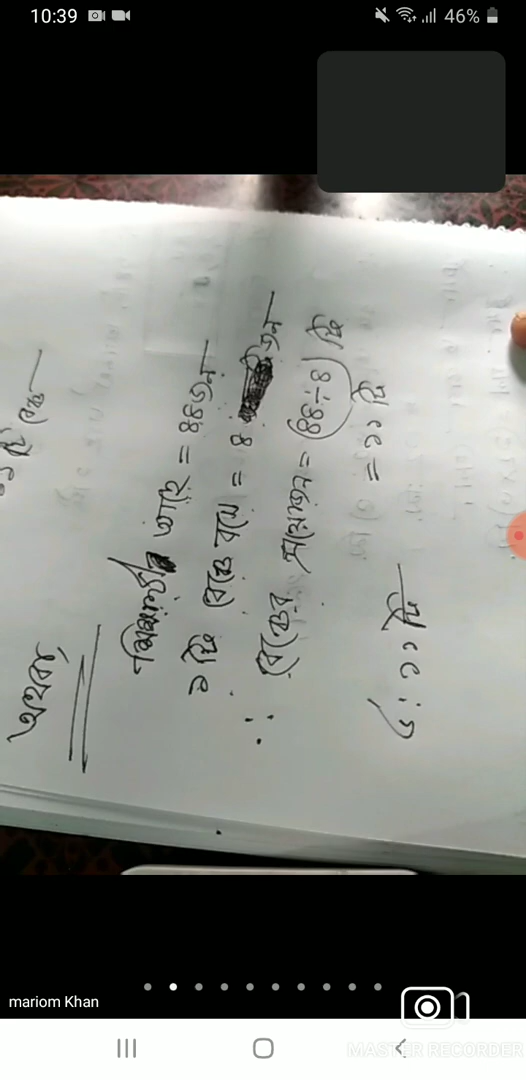 10:39
46%
অথবা,
শিক্ষার্থী আছে = ৪৪জন
১ টি বেঞ্চে বসে = ৪ জন
∴ বেঞ্চের প্রয়োজন = (৪৪÷৪) টি
= ১১ টি
উ: ১১ টি
mariom Khan
MASTER RECORDER